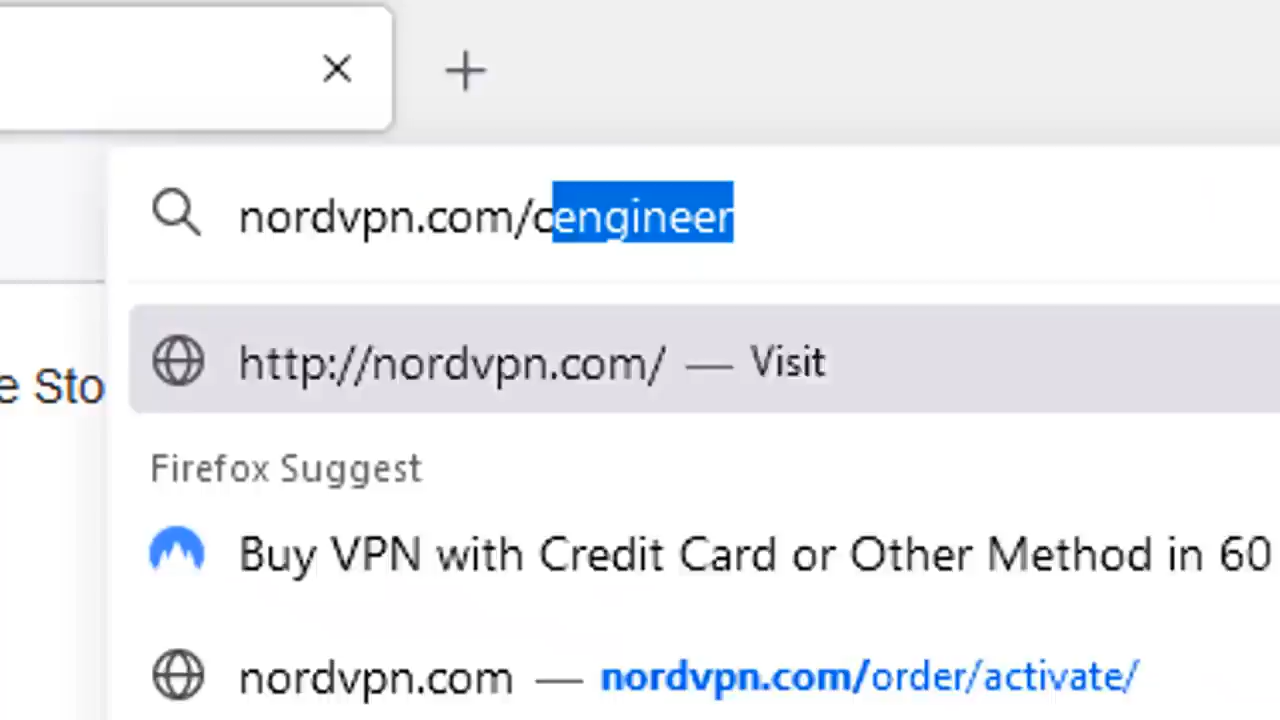 nordvpn.com/cengineer
http://nordvpn.com/ — Visit
e Sto
Firefox Suggest
Buy VPN with Credit Card or Other Method in 60
nordvpn.com — nordvpn.com/order/activate/